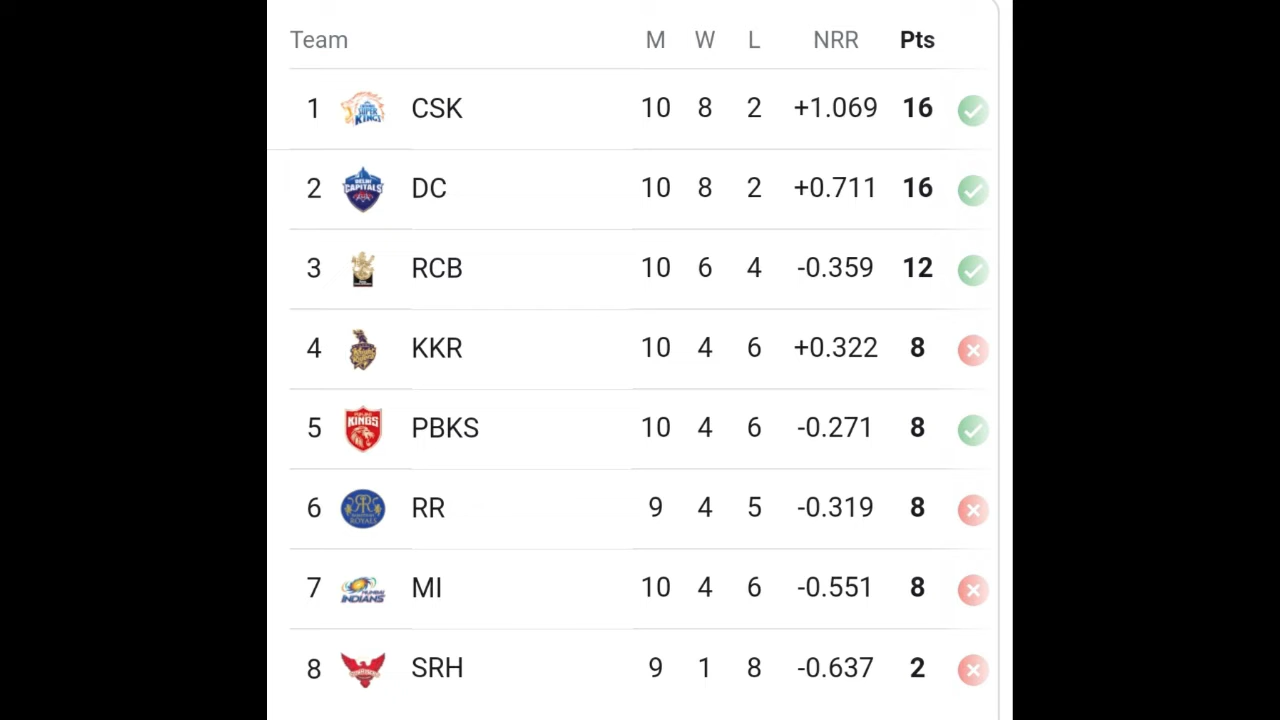 Team M W L NRR Pts
1 CSK 10 8 2 +1.069 16
2 DC 10 8 2 +0.711 16
3 RCB 10 6 4 -0.359 12
4 KKR 10 4 6 +0.322 8
5 PBKS 10 4 6 -0.271 8
6 RR 9 4 5 -0.319 8
7 MI 10 4 6 -0.551 8
8 SRH 9 1 8 -0.637 2